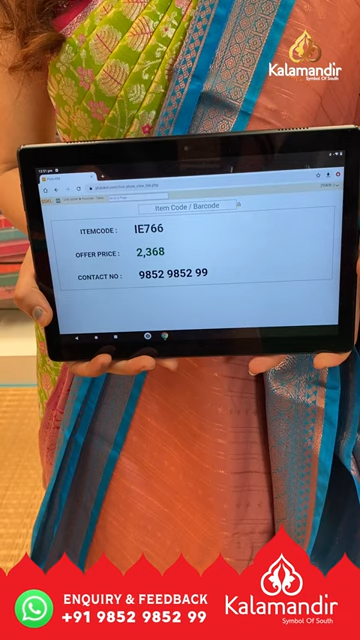 Kalamandir
Symbol Of South
Item Code / Barcode
ITEMCODE : IE766
OFFER PRICE : 2,368
CONTACT NO : 9852 9852 99
ENQUIRY & FEEDBACK
+91 9852 9852 99
Kalamandir
Symbol Of South